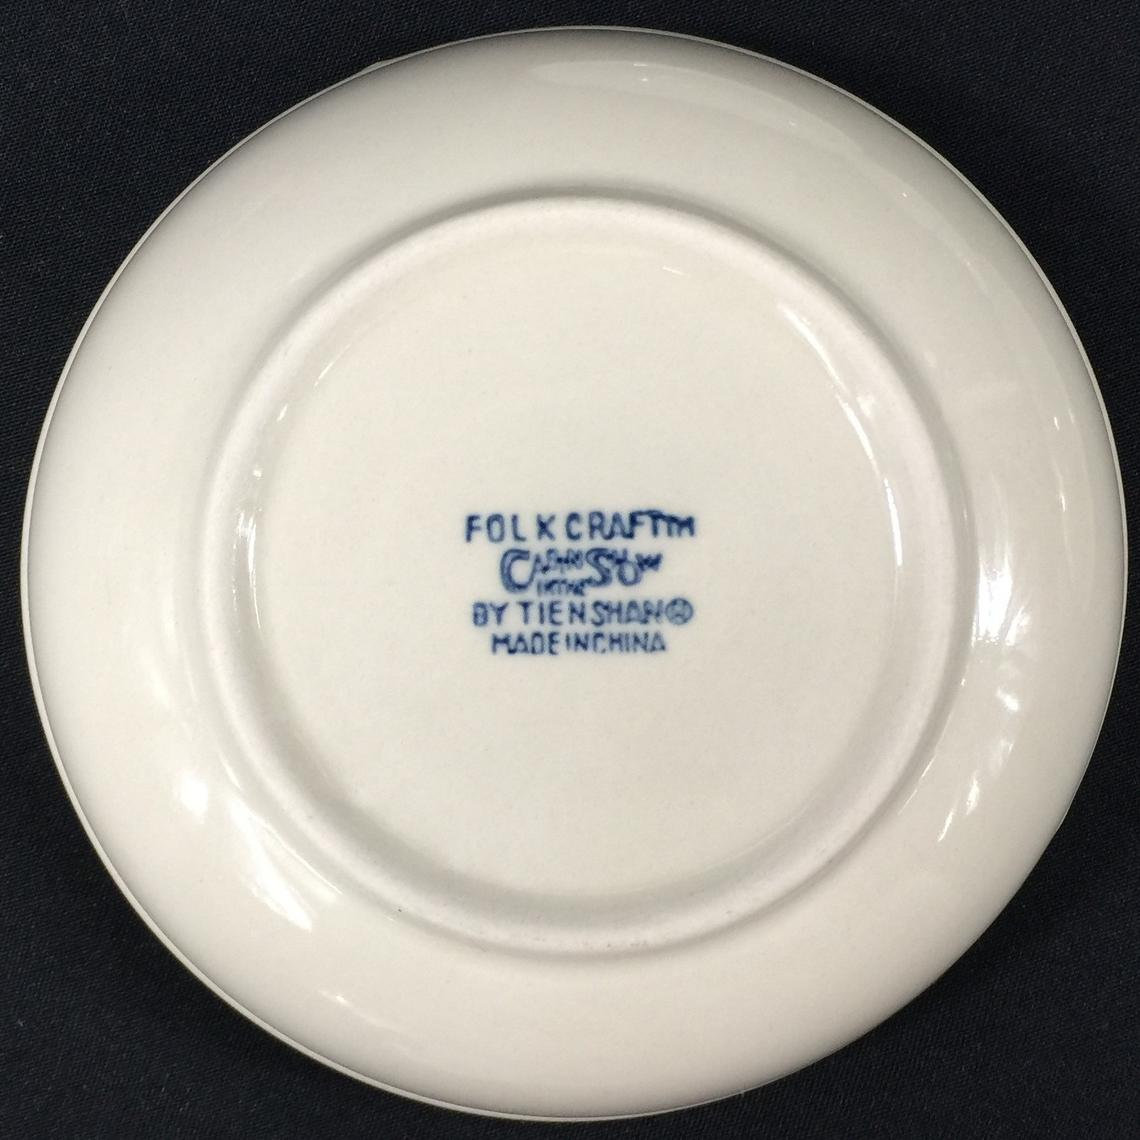 FOLK CRAFT™
BY TIENSHAN®
MADE IN CHINA